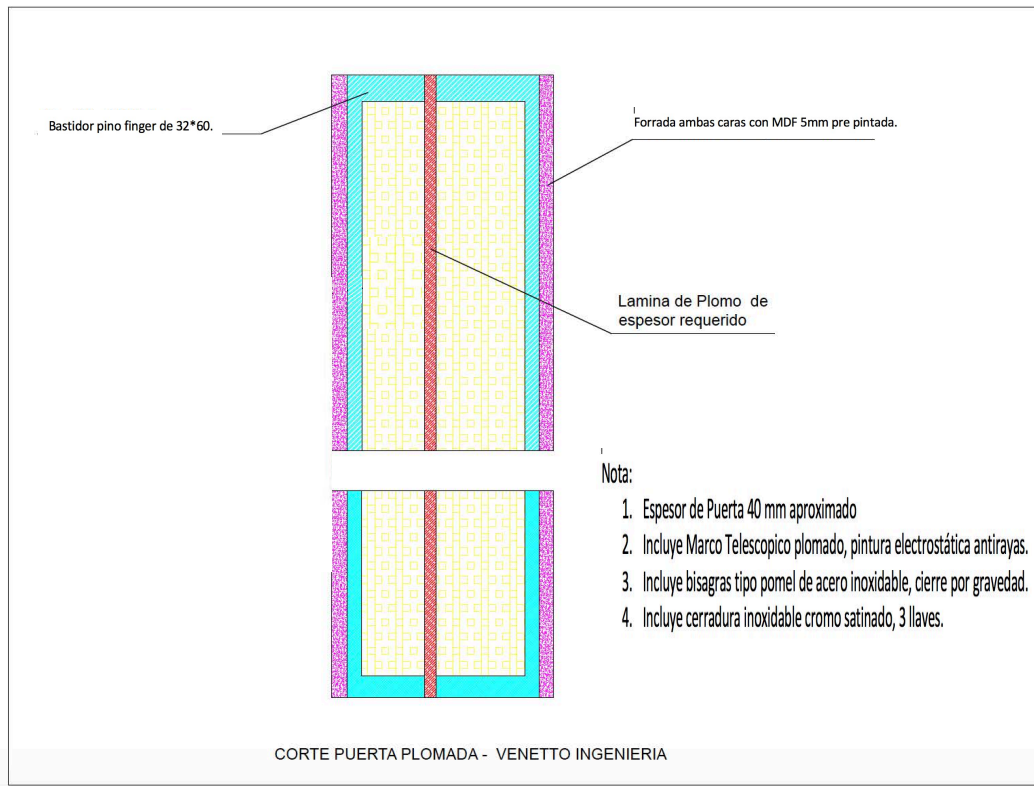 Bastidor pino finger de 32*60.
Forrada ambas caras con MDF 5mm pre pintada.
Lamina de Plomo de
espesor requerido
Nota:
1. Espesor de Puerta 40 mm aproximado
2. Incluye Marco Telescopico plomado, pintura electrostática antirayas.
3. Incluye bisagras tipo pomel de acero inoxidable, cierre por gravedad.
4. Incluye cerradura inoxidable cromo satinado, 3 llaves.
CORTE PUERTA PLOMADA - VENETTO INGENIERIA